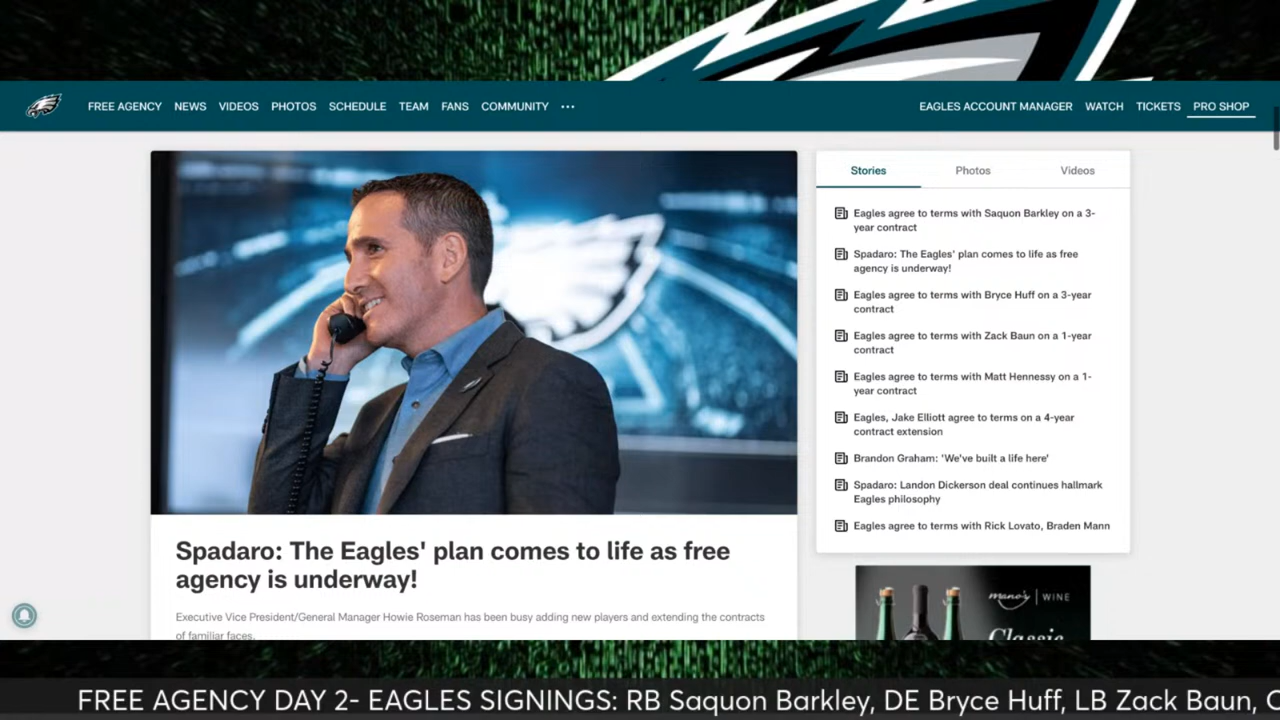 FREE AGENCY NEWS VIDEOS PHOTOS SCHEDULE TEAM FANS COMMUNITY ...
EAGLES ACCOUNT MANAGER WATCH TICKETS PRO SHOP
Spadaro: The Eagles' plan comes to life as free
agency is underway!
Executive Vice President/General Manager Howie Roseman has been busy adding new players and extending the contracts
of familiar faces.
Stories Photos Videos
Eagles agree to terms with Saquon Barkley on a 3-
year contract
Spadaro: The Eagles' plan comes to life as free
agency is underway!
Eagles agree to terms with Bryce Huff on a 3-year
contract
Eagles agree to terms with Zack Baun on a 1-year
contract
Eagles agree to terms with Matt Hennessy on a 1-
year contract
Eagles, Jake Elliott agree to terms on a 4-year
contract extension
Brandon Graham: 'We've built a life here'
Spadaro: Landon Dickerson deal continues hallmark
Eagles philosophy
Eagles agree to terms with Rick Lovato, Braden Mann
mano's | WINE
Classic
FREE AGENCY DAY 2- EAGLES SIGNINGS: RB Saquon Barkley, DE Bryce Huff, LB Zack Baun, C